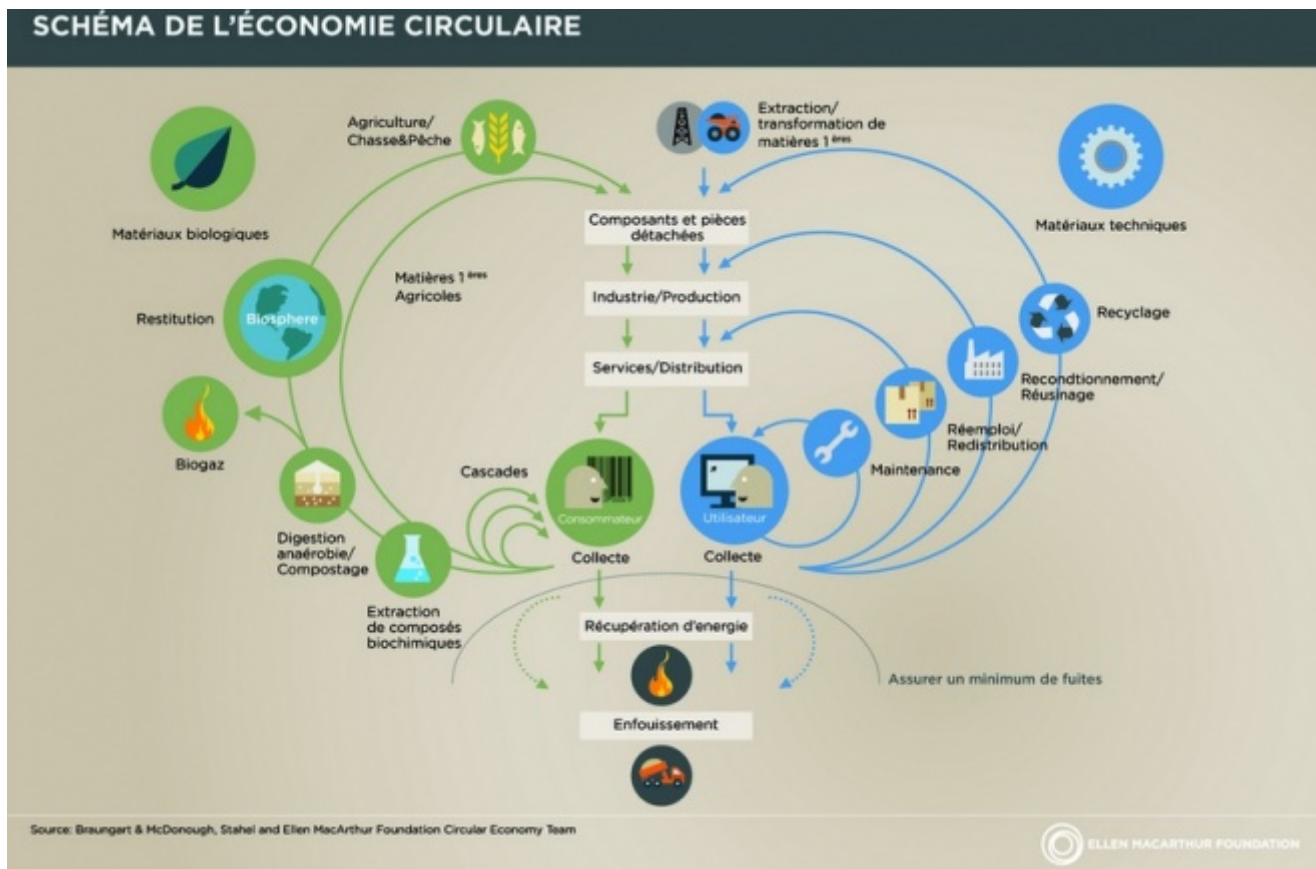 SCHÉMA DE L'ÉCONOMIE CIRCULAIRE
Agriculture/
Chasse&Pêche
Extraction/
transformation de
matières 1ères
Matériaux biologiques
Matériaux techniques
Composants et pièces
détachées
Matières 1ères
Agricoles
Industrie/Production
Restitution
Biosphere
Recyclage
Services/Distribution
Recondtionnement/
Réusinage
Réemploi/
Redistribution
Biogaz
Cascades
Maintenance
Consommateur
Utilisateur
Digestion
anaérobie/
Compostage
Collecte
Collecte
Extraction
de composés
biochimiques
Récupération d'energie
Assurer un minimum de fuites
Enfouissement
Source: Braungart & McDonough, Stahel and Ellen MacArthur Foundation Circular Economy Team
ELLEN MACARTHUR FOUNDATION